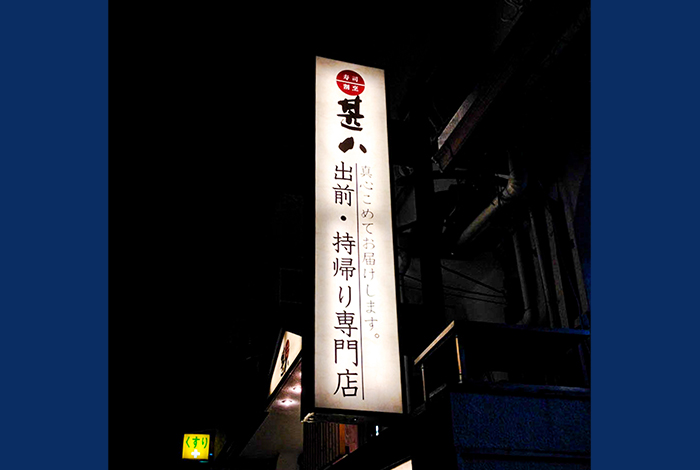 寿司
割烹
甚八
真心こめてお届けします。
出前・持帰り専門店
くすり